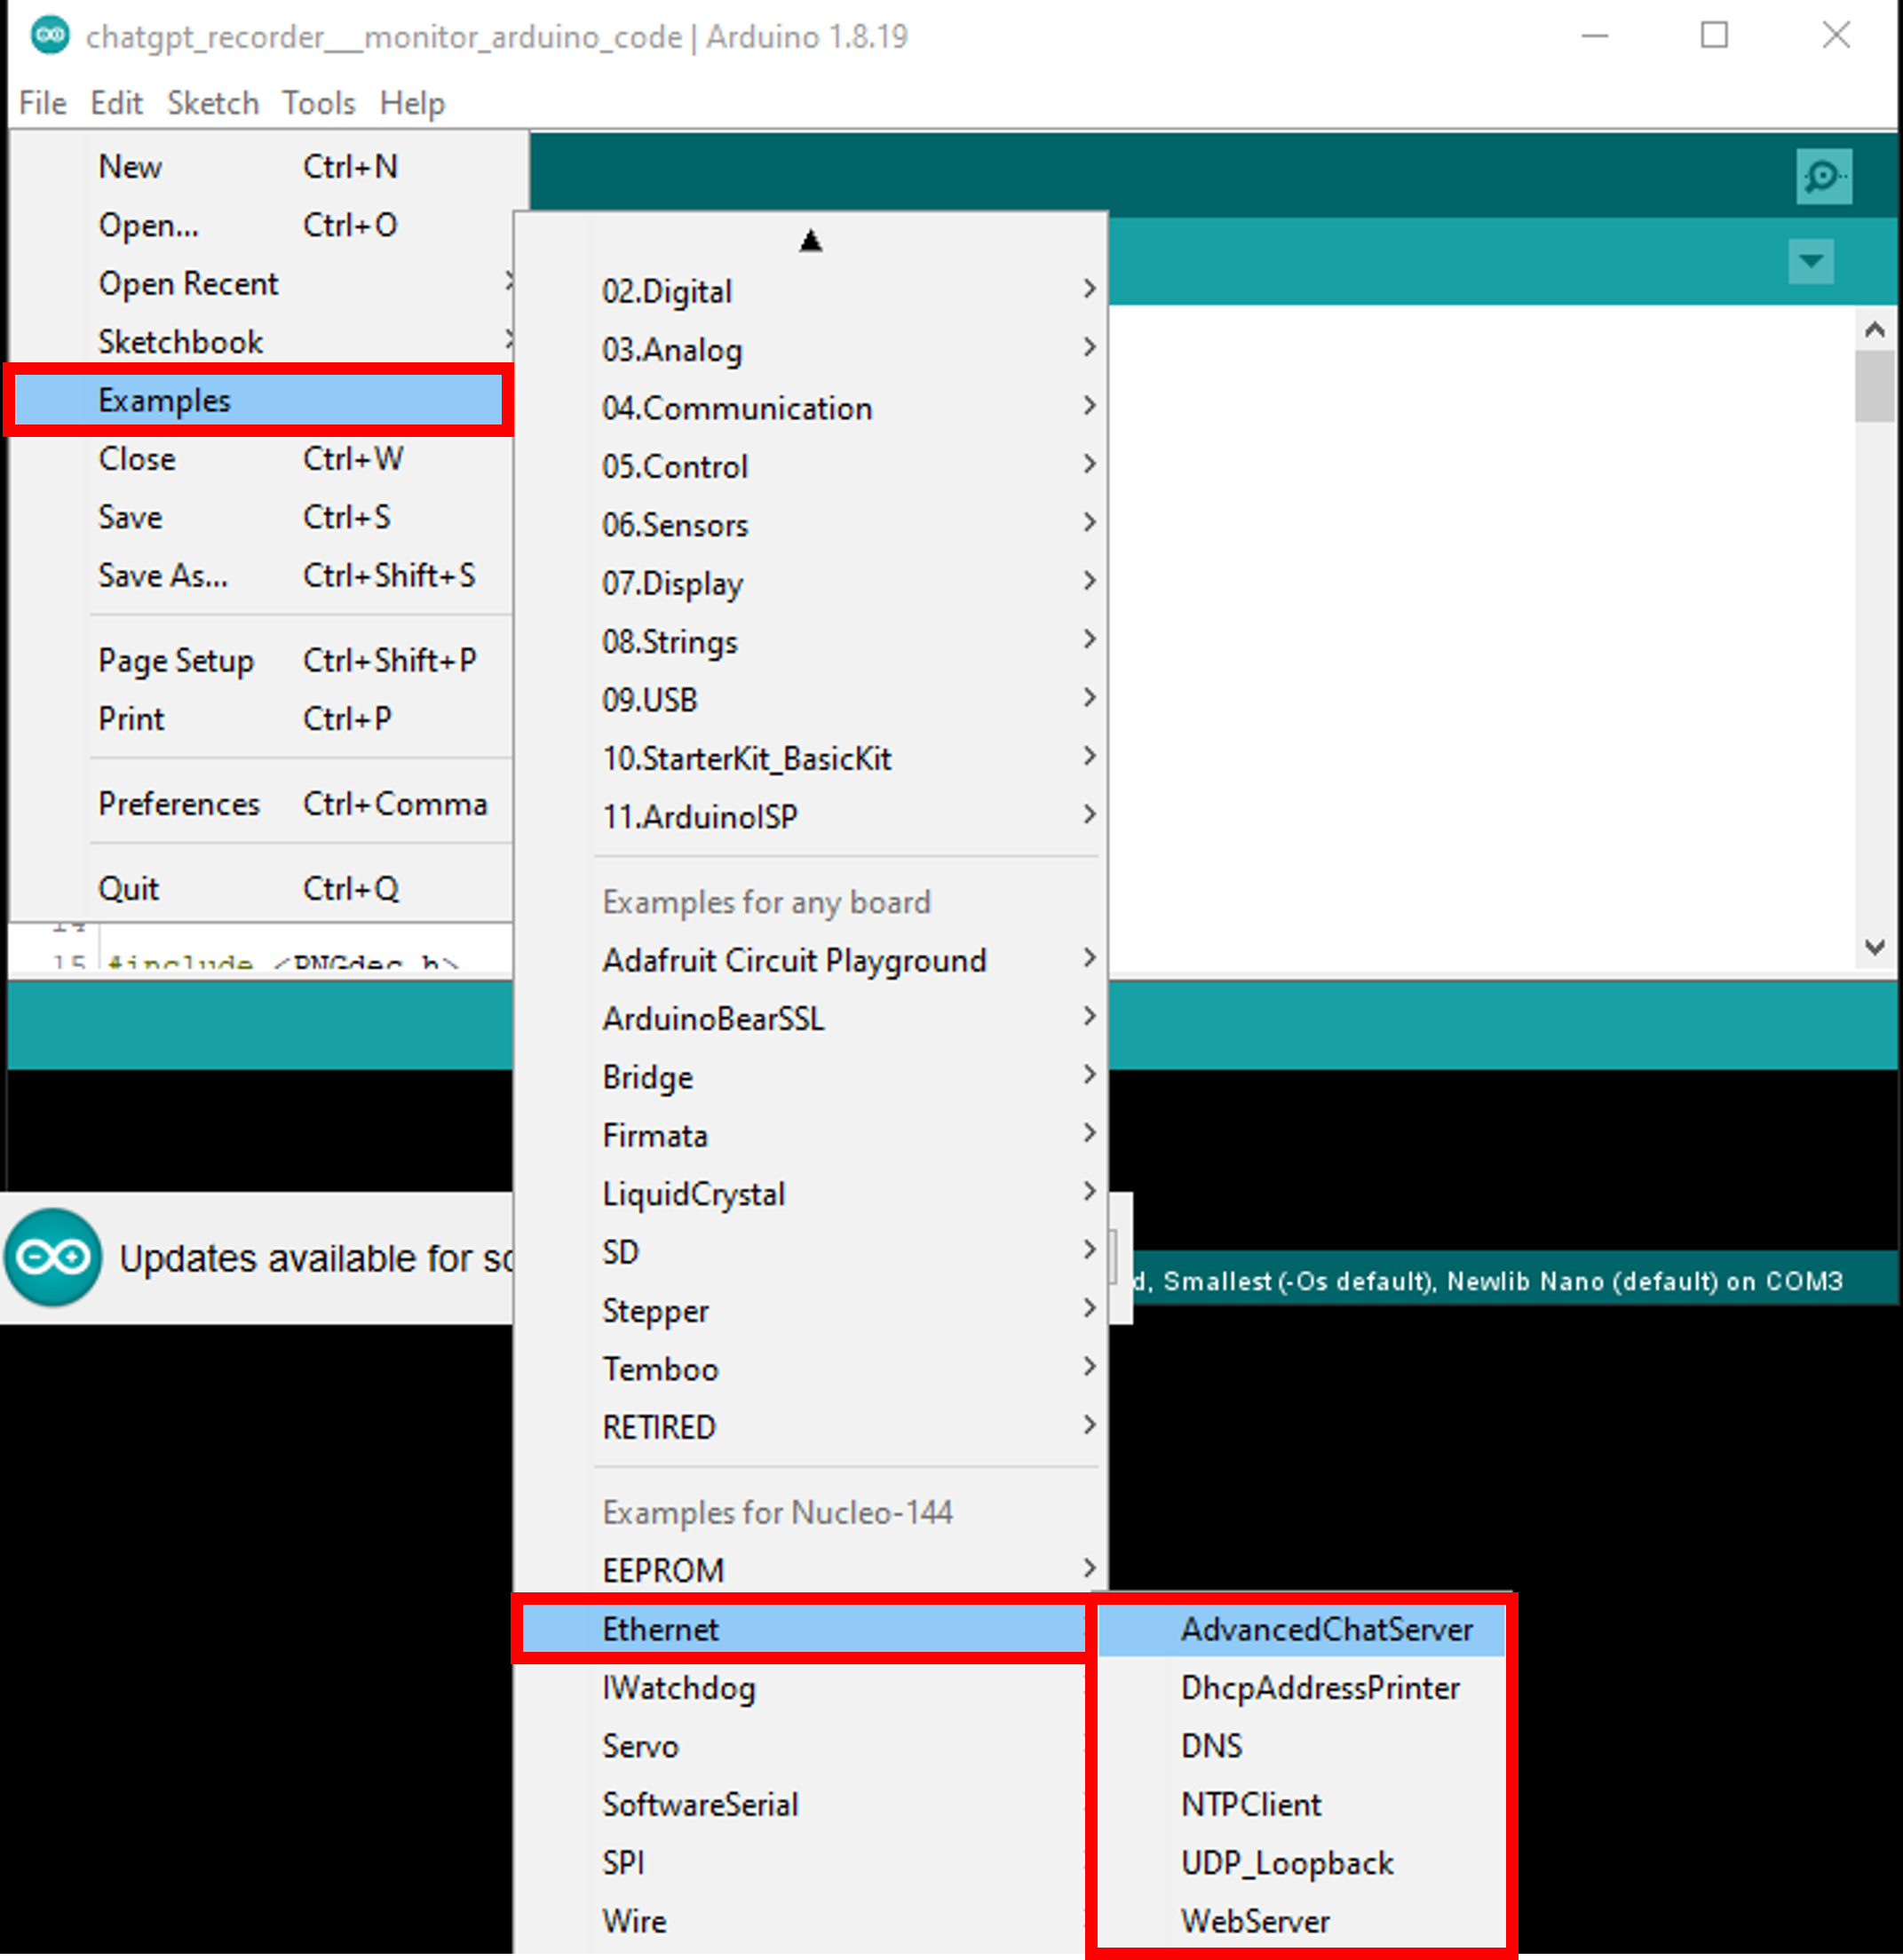 chatgpt_recorder___monitor_arduino_code | Arduino 1.8.19
File Edit Sketch Tools Help
New Ctrl+N
Open... Ctrl+O
Open Recent
Sketchbook
Examples
Close Ctrl+W
Save Ctrl+S
Save As... Ctrl+Shift+S
Page Setup Ctrl+Shift+P
Print Ctrl+P
Preferences Ctrl+Comma
Quit Ctrl+Q
14
15 #include <PNGdec.h>
Updates available for
02.Digital
03.Analog
04.Communication
05.Control
06.Sensors
07.Display
08.Strings
09.USB
10.StarterKit_BasicKit
11.ArduinoISP
Examples for any board
Adafruit Circuit Playground
ArduinoBearSSL
Bridge
Firmata
LiquidCrystal
SD
Stepper
Temboo
RETIRED
Examples for Nucleo-144
EEPROM
Ethernet
IWatchdog
Servo
SoftwareSerial
SPI
Wire
AdvancedChatServer
DhcpAddressPrinter
DNS
NTPClient
UDP_Loopback
WebServer
d, Smallest (-Os default), Newlib Nano (default) on COM3